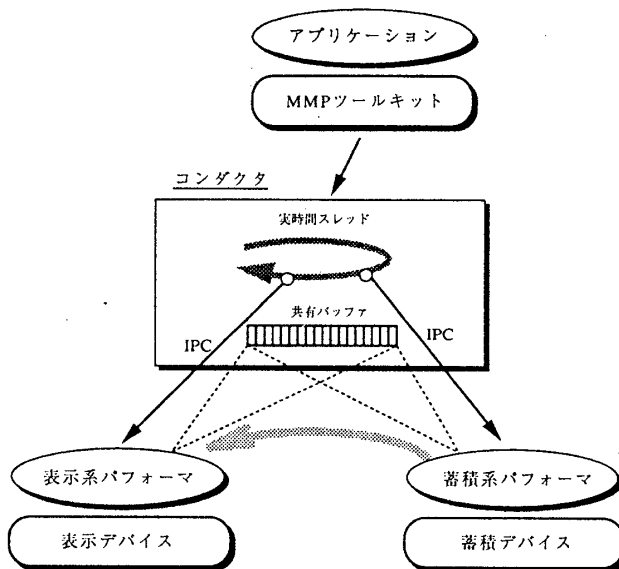 アプリケーション
MMPツールキット
コンダクタ
実時間スレッド
共有バッファ
IPC
IPC
表示系パフォーマ
蓄積系パフォーマ
表示デバイス
蓄積デバイス